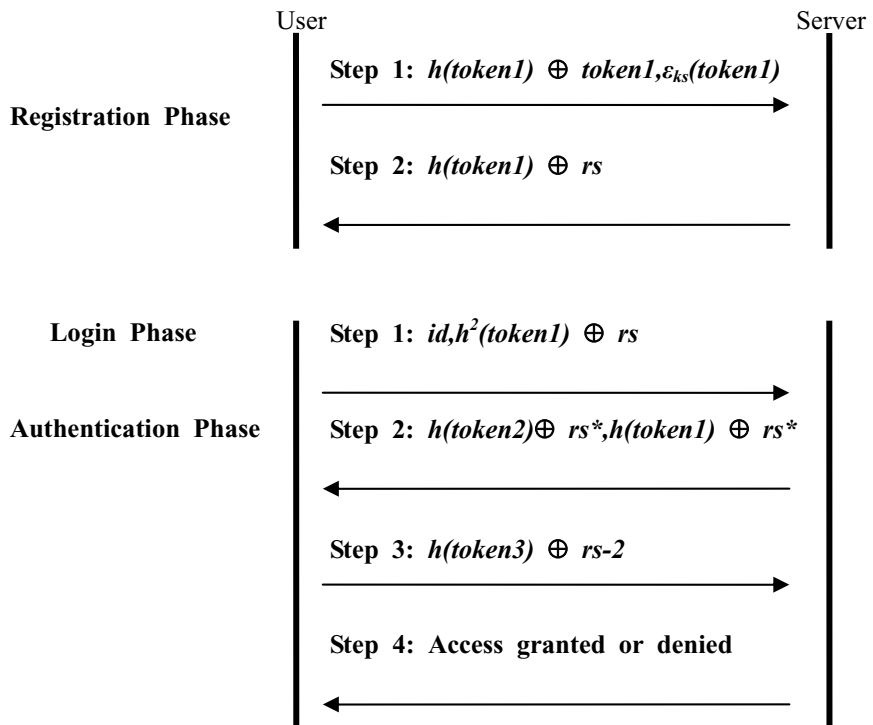 User Server
Step 1: h(token1) ⊕ token1,εks(token1)
Registration Phase
Step 2: h(token1) ⊕ rs
Login Phase Step 1: id,h²(token1) ⊕ rs
Authentication Phase Step 2: h(token2)⊕ rs*,h(token1) ⊕ rs*
Step 3: h(token3) ⊕ rs-2
Step 4: Access granted or denied